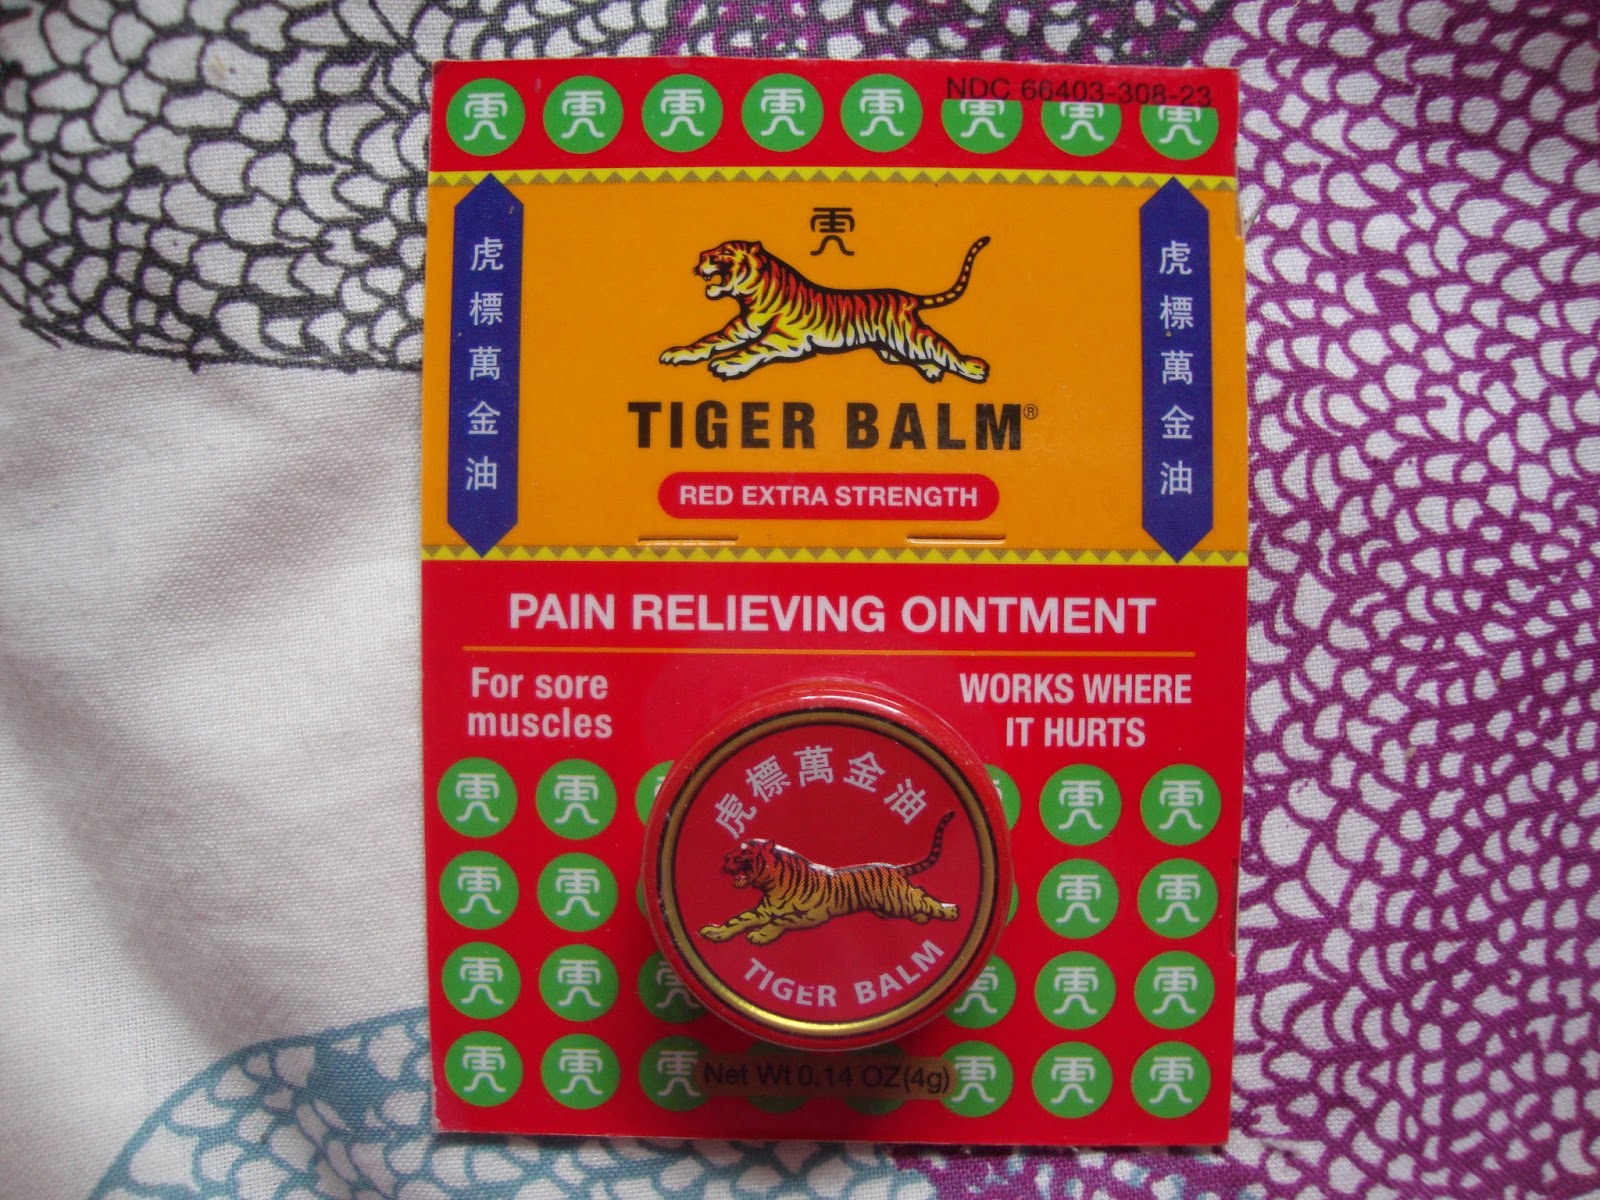 NDC 66403-308-23
虎標萬金油
虎標萬金油
TIGER BALM®
RED EXTRA STRENGTH
PAIN RELIEVING OINTMENT
For sore
muscles
WORKS WHERE
IT HURTS
虎標萬金油
TIGER BALM
Net Wt 0.14 OZ(4g)